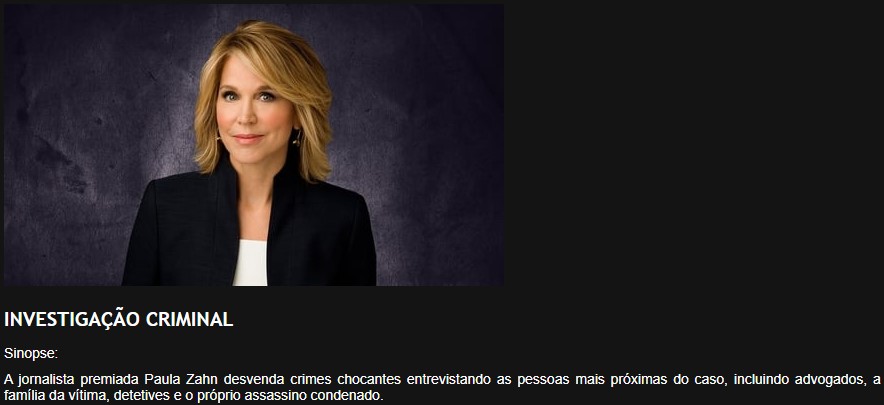 INVESTIGAÇÃO CRIMINAL
Sinopse:
A jornalista premiada Paula Zahn desvenda crimes chocantes entrevistando as pessoas mais próximas do caso, incluindo advogados, a
família da vítima, detetives e o próprio assassino condenado.